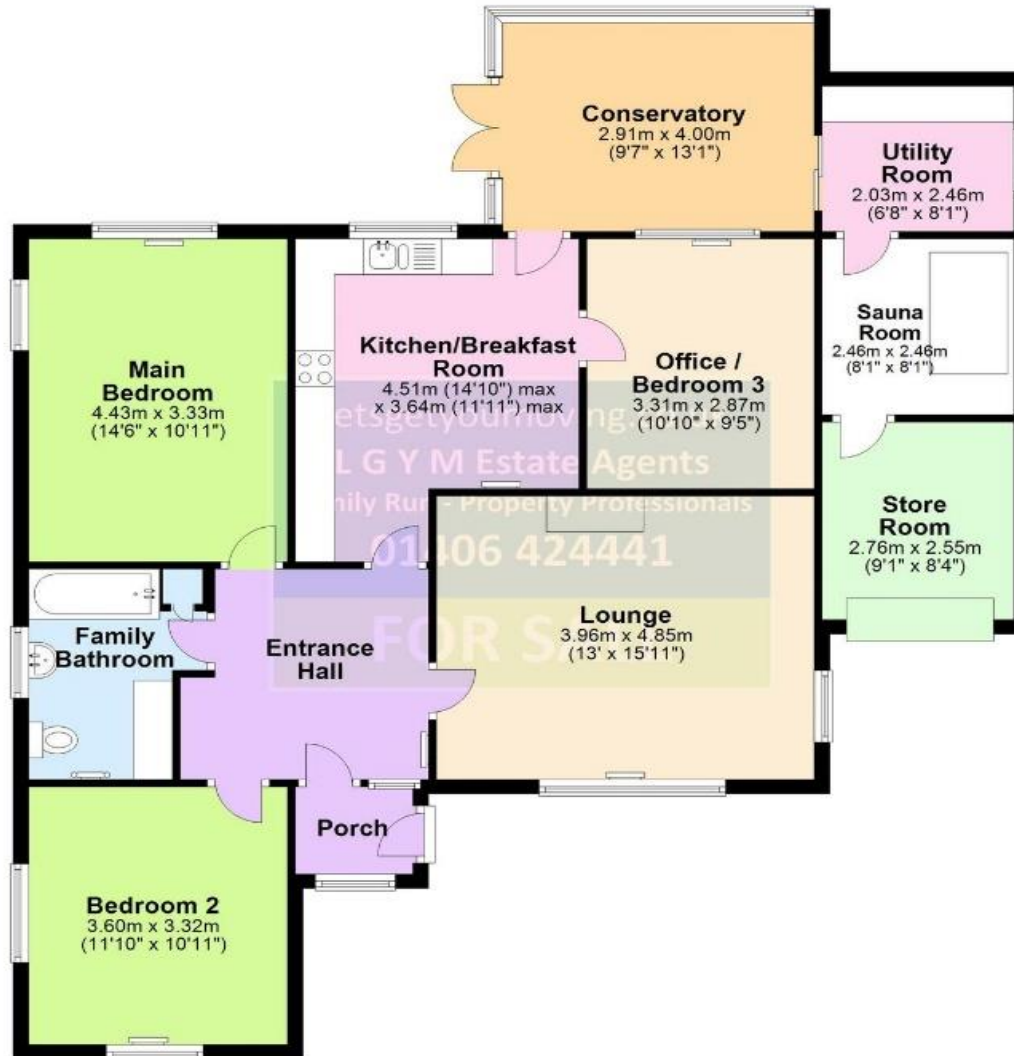 Conservatory
2.91m x 4.00m
(9'7" x 13'1")
Utility
Room
2.03m x 2.46m
(6'8" x 8'1")
Main
Bedroom
4.43m x 3.33m
(14'6" x 10'11")
Kitchen/Breakfast
Room
4.51m (14'10") max
x 3.64m (11'11") max
Office /
Bedroom 3
3.31m x 2.87m
(10'10" x 9'5")
Sauna
Room
2.46m x 2.46m
(8'1" x 8'1")
L G Y M Estate Agents
- Property Professionals
01406 424441
FOR
Store
Room
2.76m x 2.55m
(9'1" x 8'4")
Family
Bathroom
Entrance
Hall
Lounge
3.96m x 4.85m
(13' x 15'11")
Porch
Bedroom 2
3.60m x 3.32m
(11'10" x 10'11")